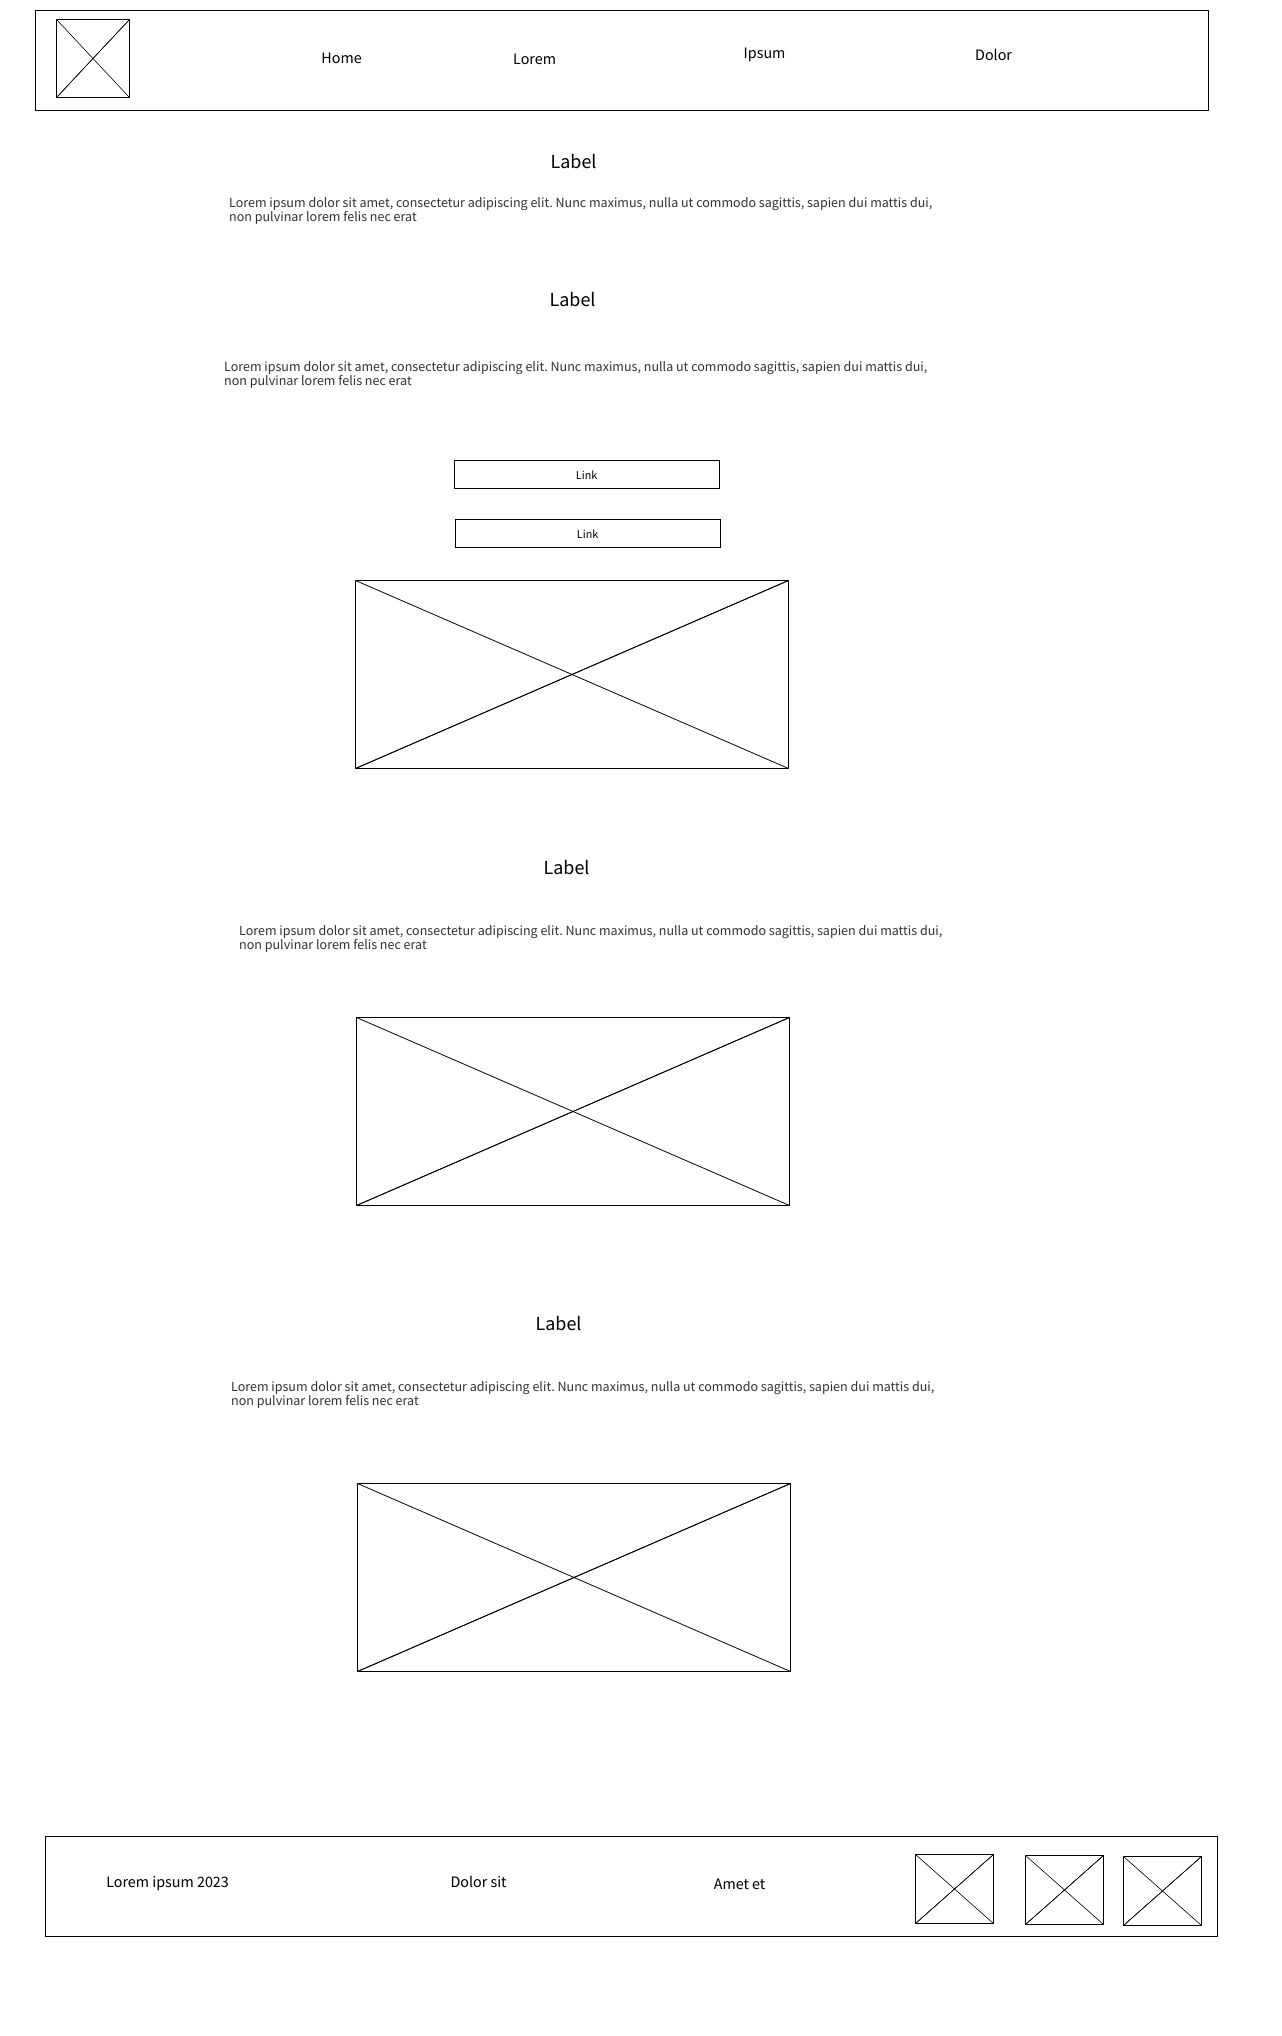 Home
Lorem
Ipsum
Dolor
Label
Lorem ipsum dolor sit amet, consectetur adipiscing elit. Nunc maximus, nulla ut commodo sagittis, sapien dui mattis dui,
non pulvinar lorem felis nec erat
Label
Lorem ipsum dolor sit amet, consectetur adipiscing elit. Nunc maximus, nulla ut commodo sagittis, sapien dui mattis dui,
non pulvinar lorem felis nec erat
Link
Link
Label
Lorem ipsum dolor sit amet, consectetur adipiscing elit. Nunc maximus, nulla ut commodo sagittis, sapien dui mattis dui,
non pulvinar lorem felis nec erat
Label
Lorem ipsum dolor sit amet, consectetur adipiscing elit. Nunc maximus, nulla ut commodo sagittis, sapien dui mattis dui,
non pulvinar lorem felis nec erat
Lorem ipsum 2023
Dolor sit
Amet et